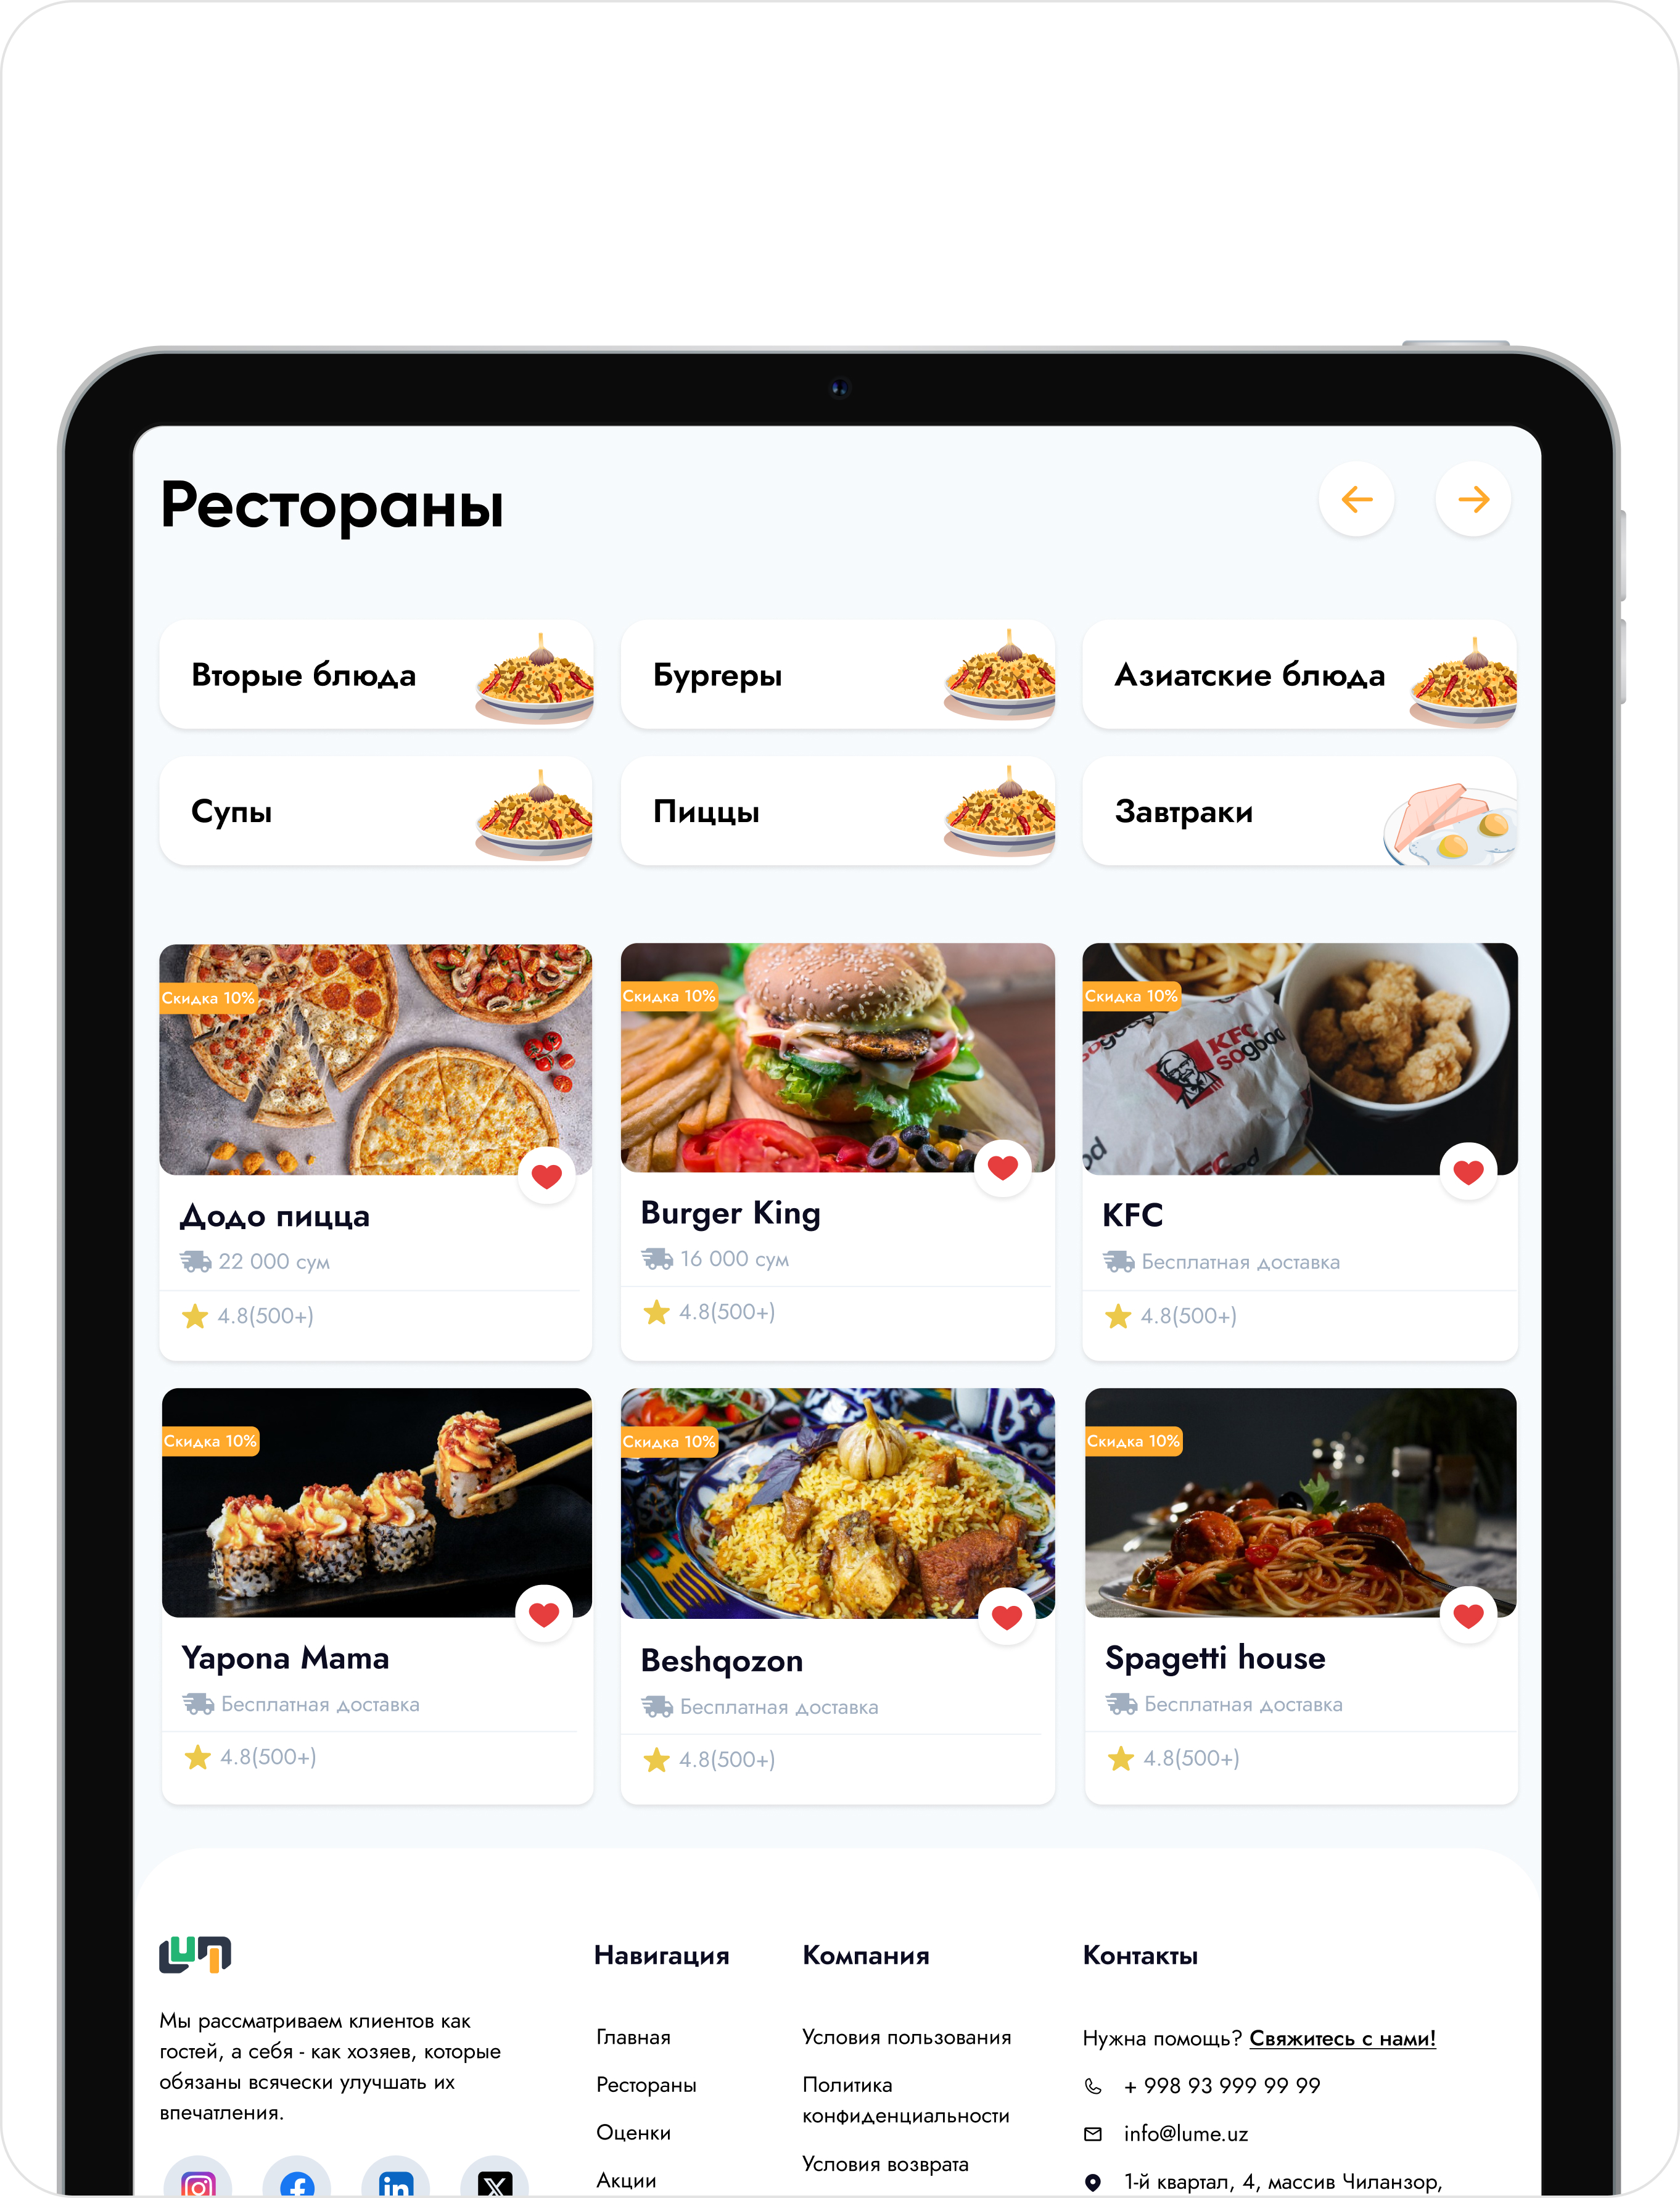 Рестораны
Вторые блюда
Бургеры
Азиатские блюда
Супы
Пиццы
Завтраки
Скидка 10%
Скидка 10%
Скидка 10%
KFC
so good
Додо пицца
Burger King
KFC
22 000 сум
16 000 сум
Бесплатная доставка
4.8(500+)
4.8(500+)
4.8(500+)
Скидка 10%
Скидка 10%
Скидка 10%
Yapona Mama
Beshqozon
Spagetti house
Бесплатная доставка
Бесплатная доставка
Бесплатная доставка
4.8(500+)
4.8(500+)
4.8(500+)
Мы рассматриваем клиентов как
гостей, а себя - как хозяев, которые
обязаны всячески улучшать их
впечатления.
Навигация
Главная
Рестораны
Оценки
Акции
Компания
Условия пользования
Политика
конфиденциальности
Условия возврата
Контакты
Нужна помощь? Свяжитесь с нами!
+ 998 93 999 99 99
info@lume.uz
1-й квартал, 4, массив Чиланзор,